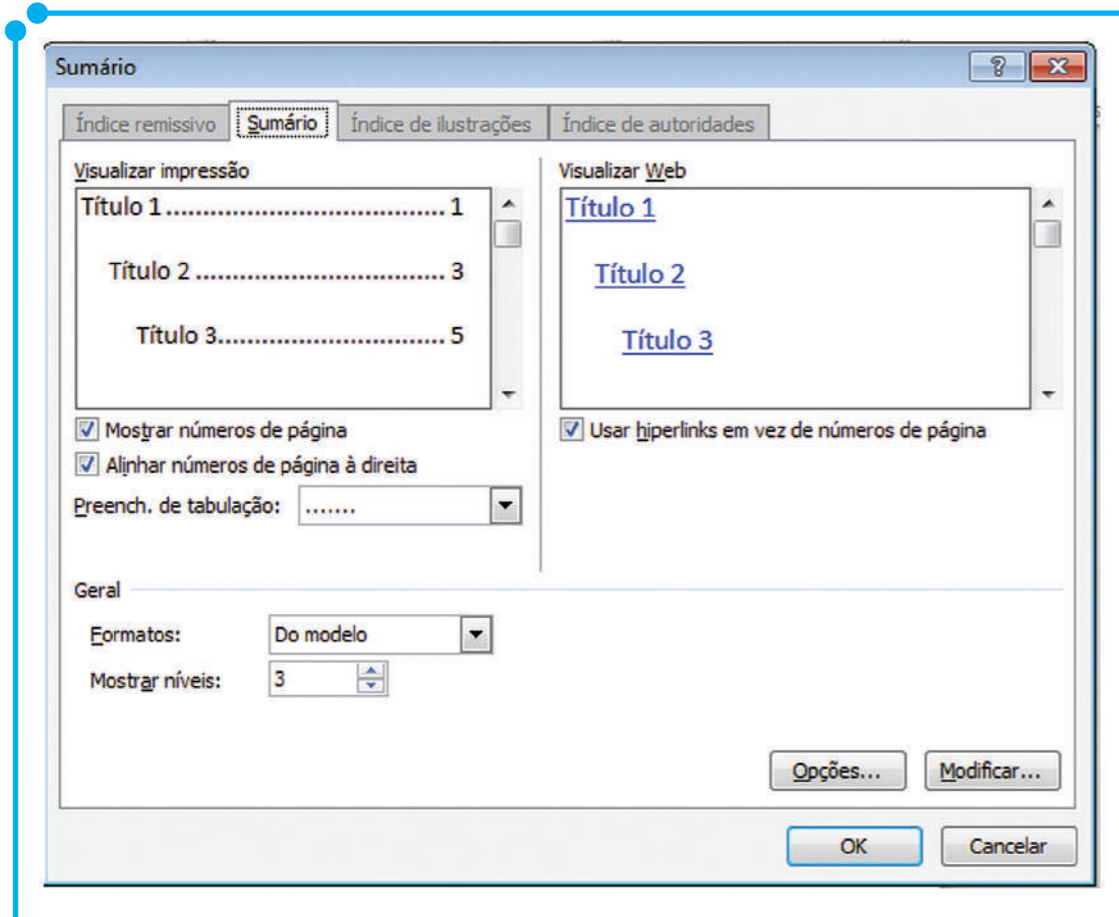 Sumário
Índice remissivo Sumário Índice de ilustrações Índice de autoridades
Visualizar impressão
Título 1...................................... 1
Título 2 .................................. 3
Título 3............................... 5
Mostrar números de página
Alinhar números de página à direita
Preench. de tabulação: .......
Visualizar Web
Título 1
Título 2
Título 3
Usar hiperlinks em vez de números de página
Geral
Formatos: Do modelo
Mostrar níveis: 3
Opções... Modificar...
OK Cancelar